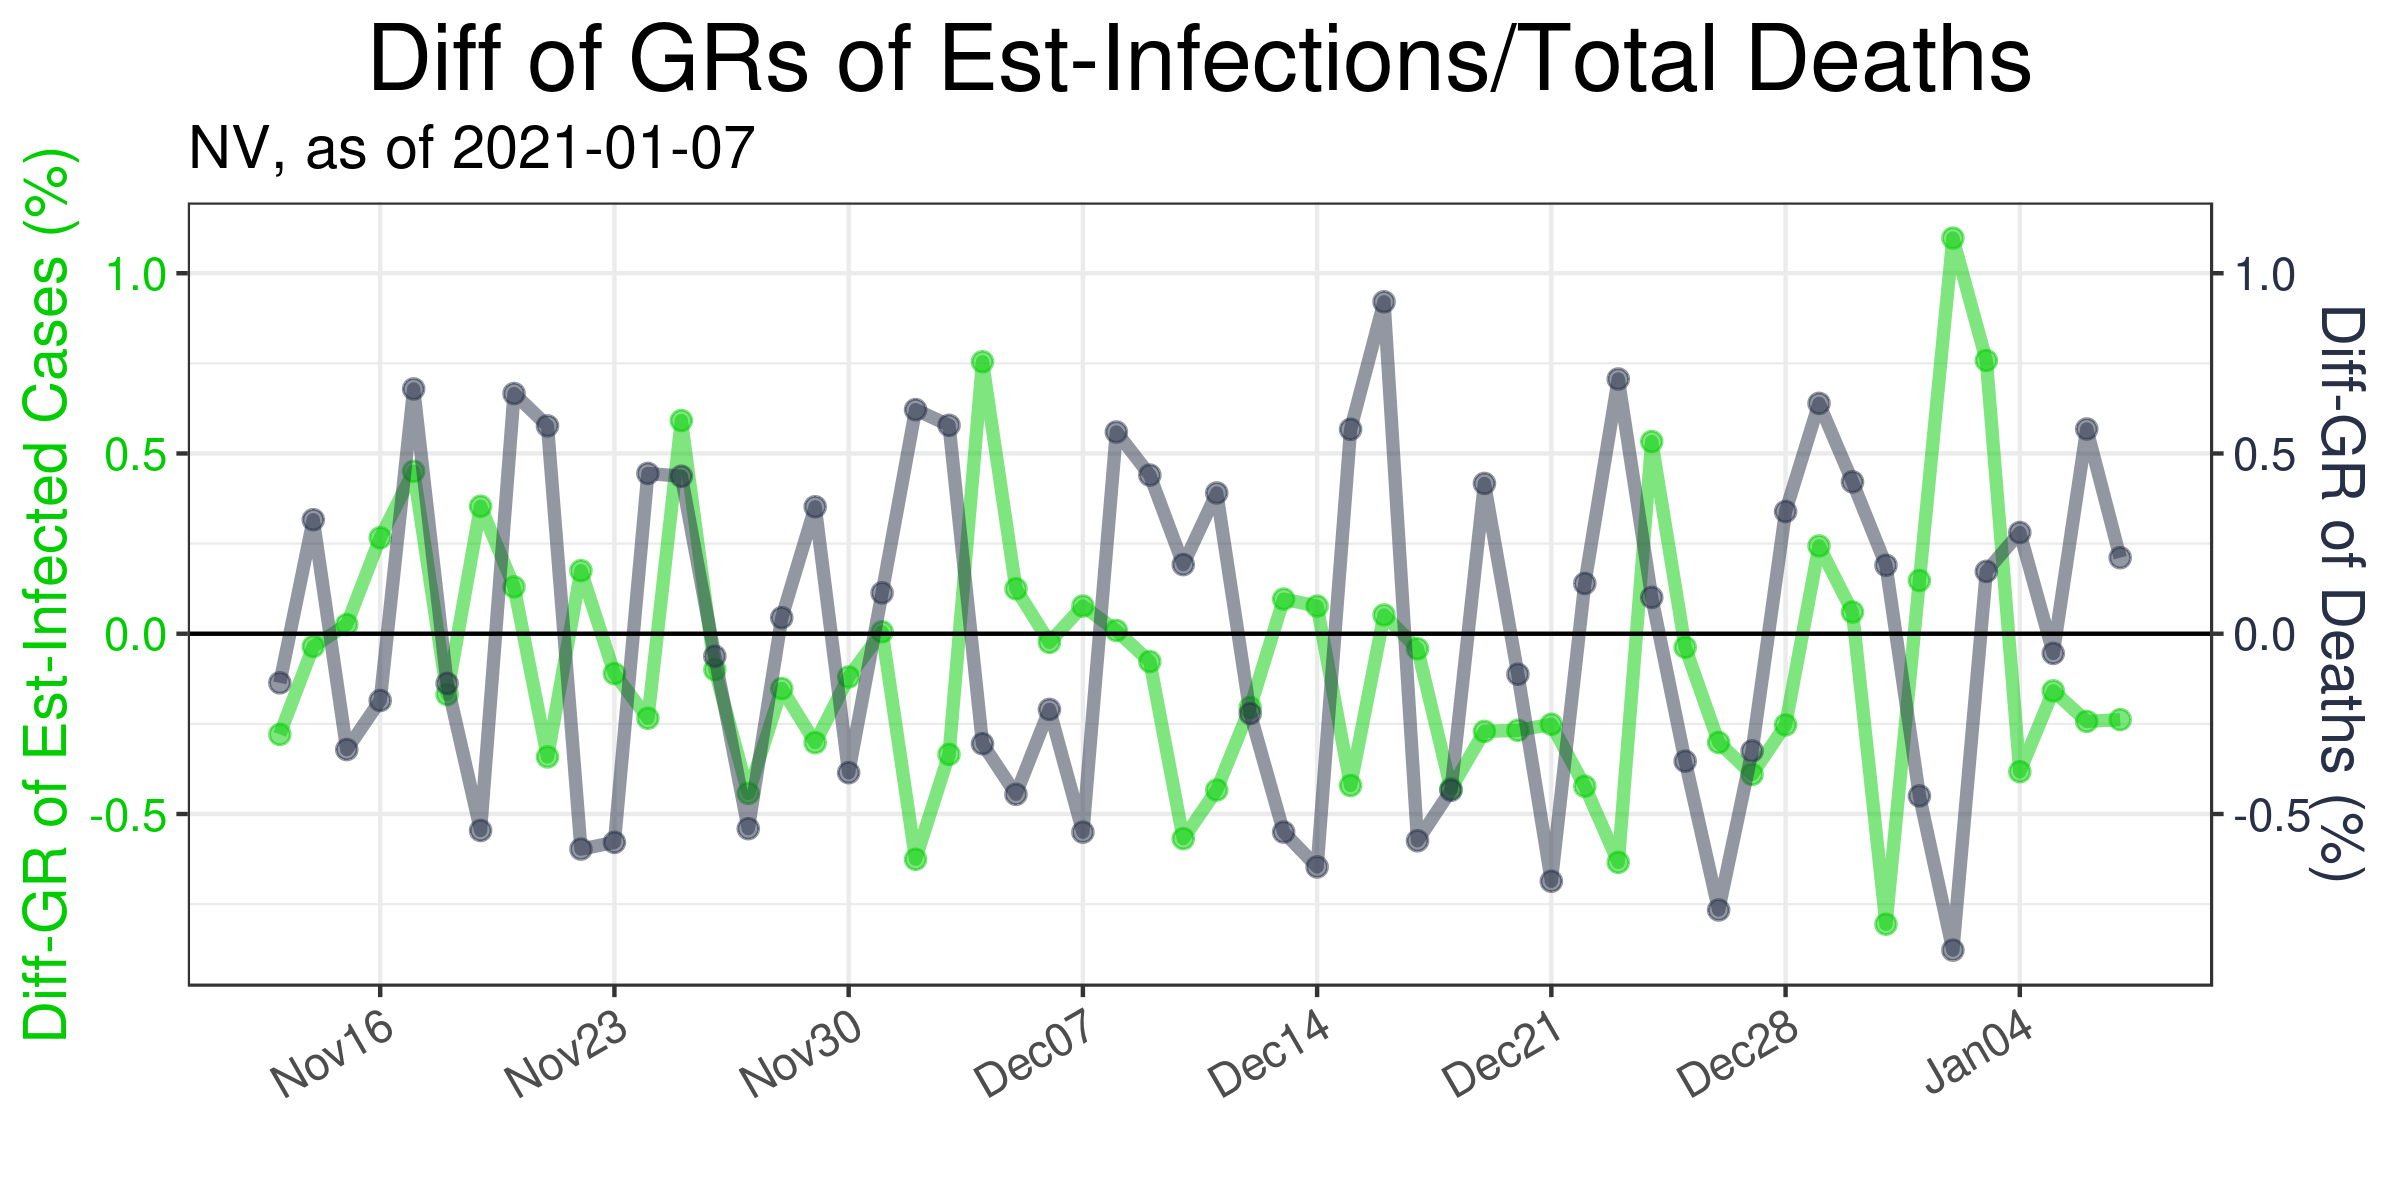 Diff of GRs of Est-Infections/Total Deaths
NV, as of 2021-01-07
Diff-GR of Est-Infected Cases (%)
1.0
0.5
0.0
-0.5
1.0
0.5
0.0
-0.5
Diff-GR of Deaths (%)
Nov16
Nov23
Nov30
Dec07
Dec14
Dec21
Dec28
Jan04